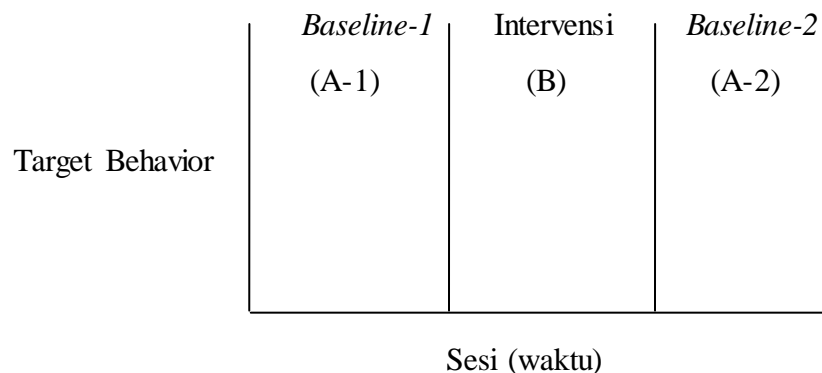 Baseline-1 Intervensi Baseline-2
(A-1) (B) (A-2)
Target Behavior
Sesi (waktu)